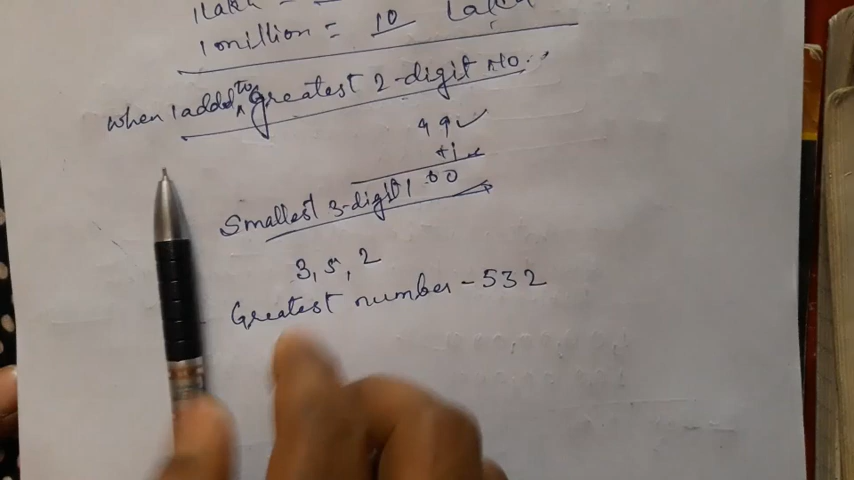 1 million = 10 Lakh
when 1 added to greatest 2-digit no.
99
+1
Smallest 3-digit 100
3, 5, 2
Greatest number - 532